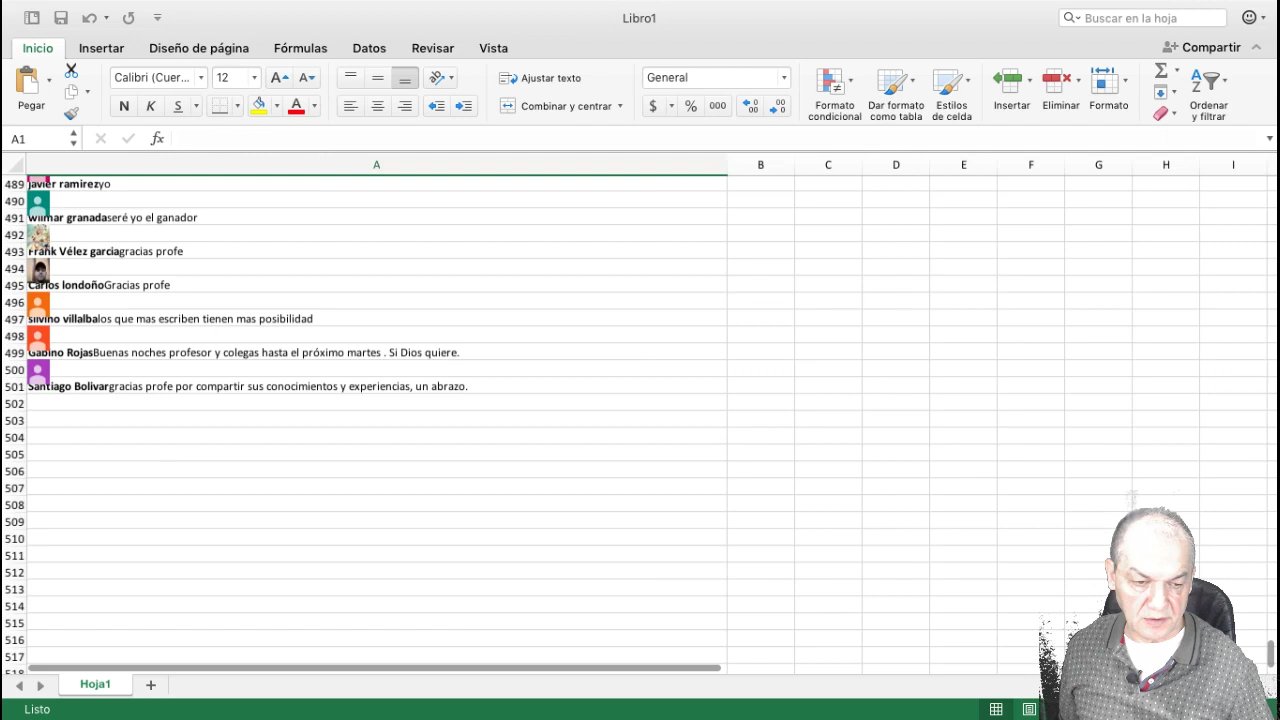 Libro1
Buscar en la hoja
Inicio Insertar Diseño de página Fórmulas Datos Revisar Vista
Compartir
Pegar
Calibri (Cuer... 12
A A
N K S A
Ajustar texto
Combinar y centrar
General
$ % 000
Formato condicional
Dar formato como tabla
Estilos de celda
Insertar Eliminar Formato
Ordenar y filtrar
A1 fx
A B C D E F G H I
489 javier ramirezyo
490
491 wilmar granadaseré yo el ganador
492
493 Frank Vélez garciagracias profe
494
495 Carlos londoñoGracias profe
496
497 silvino villalbalos que mas escriben tienen mas posibilidad
498
499 Gabino RojasBuenas noches profesor y colegas hasta el próximo martes . Si Dios quiere.
500
501 Santiago Bolivargracias profe por compartir sus conocimientos y experiencias, un abrazo.
502
503
504
505
506
507
508
509
510
511
512
513
514
515
516
517
518
Hoja1
Listo